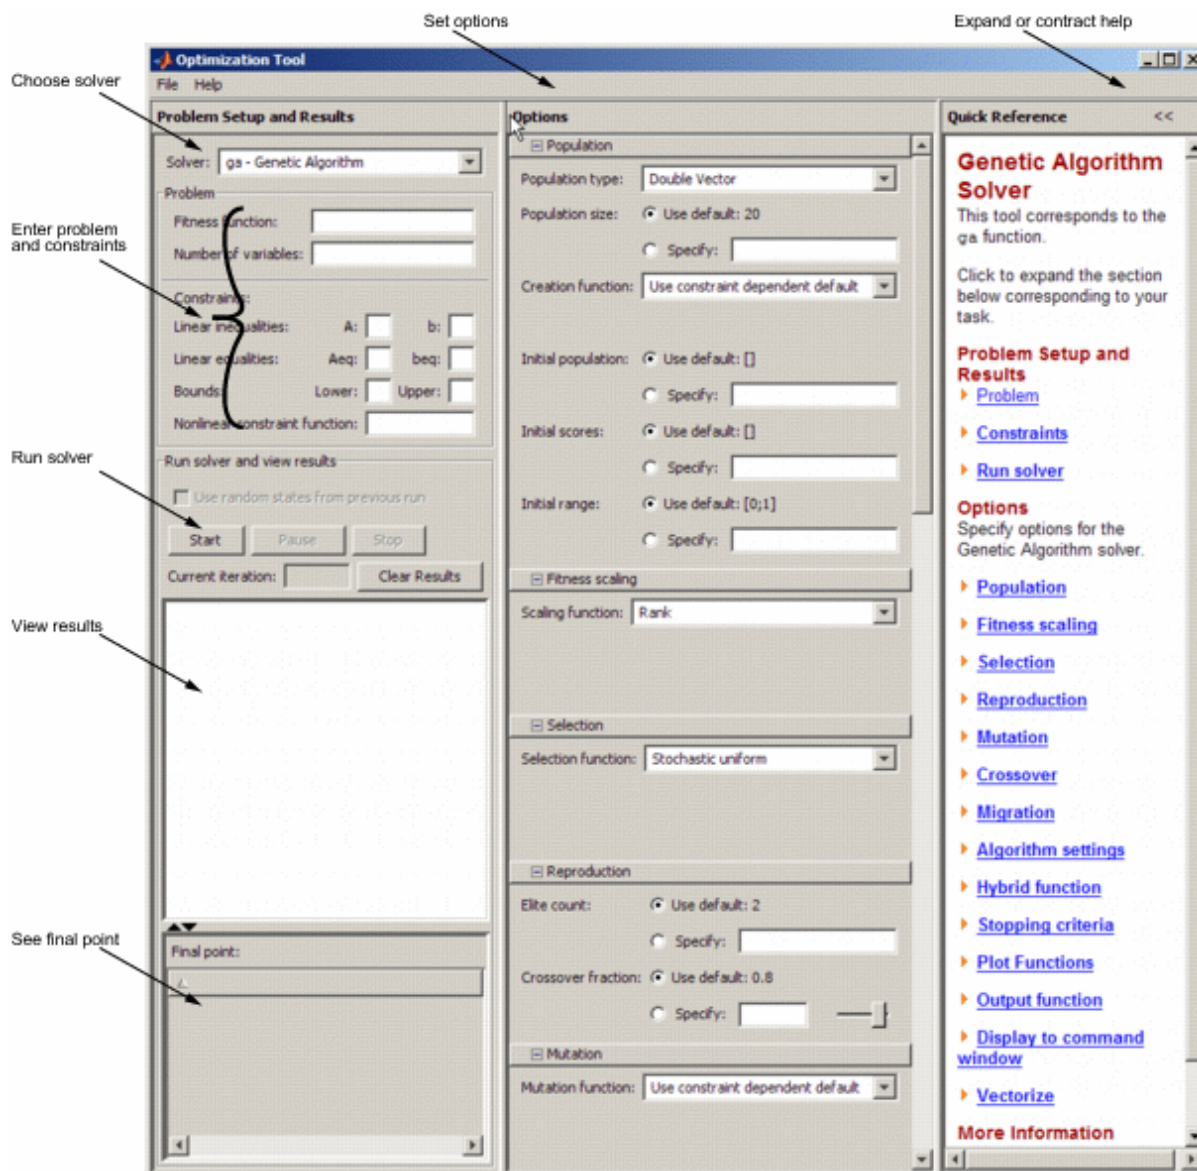 Set options
Expand or contract help
Optimization Tool
File Help
Choose solver
Problem Setup and Results
Solver: ga - Genetic Algorithm
Problem
Enter problem
and constraints
Fitness function:
Number of variables:
Constraints:
Linear inequalities: A: b:
Linear equalities: Aeq: beq:
Bounds: Lower: Upper:
Nonlinear constraint function:
Run solver
Run solver and view results
Use random states from previous run
Start Pause Stop
Current iteration: Clear Results
View results
See final point
Final point:
Options
Population
Population type: Double Vector
Population size: Use default: 20
Specify:
Creation function: Use constraint dependent default
Initial population: Use default: []
Specify:
Initial scores: Use default: []
Specify:
Initial range: Use default: [0;1]
Specify:
Fitness scaling
Scaling function: Rank
Selection
Selection function: Stochastic uniform
Reproduction
Elite count: Use default: 2
Specify:
Crossover fraction: Use default: 0.8
Specify:
Mutation
Mutation function: Use constraint dependent default
Quick Reference <<
Genetic Algorithm
Solver
This tool corresponds to the
ga function.
Click to expand the section
below corresponding to your
task.
Problem Setup and
Results
Problem
Constraints
Run solver
Options
Specify options for the
Genetic Algorithm solver.
Population
Fitness scaling
Selection
Reproduction
Mutation
Crossover
Migration
Algorithm settings
Hybrid function
Stopping criteria
Plot Functions
Output function
Display to command
window
Vectorize
More Information